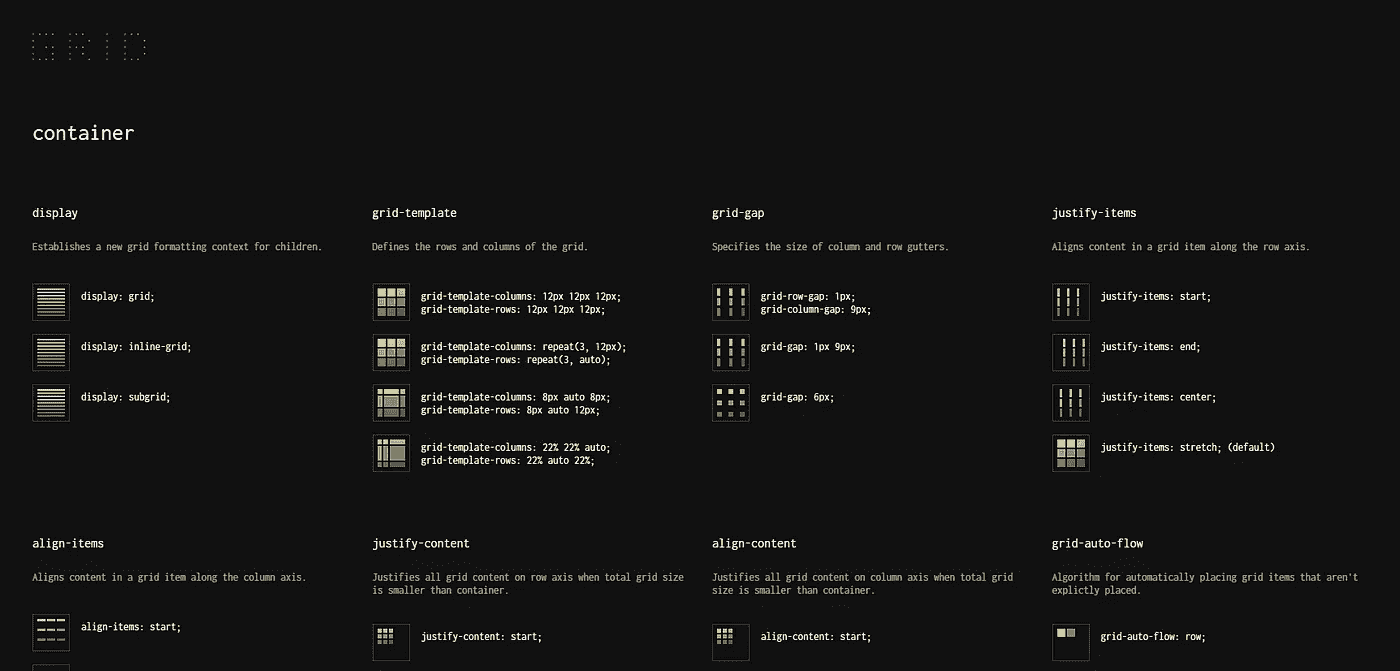 GRID
container
display
Establishes a new grid formatting context for children.
display: grid;
display: inline-grid;
display: subgrid;
grid-template
Defines the rows and columns of the grid.
grid-template-columns: 12px 12px 12px;
grid-template-rows: 12px 12px 12px;
grid-template-columns: repeat(3, 12px);
grid-template-rows: repeat(3, auto);
grid-template-columns: 8px auto 8px;
grid-template-rows: 8px auto 12px;
grid-template-columns: 22% 22% auto;
grid-template-rows: 22% auto 22%;
grid-gap
Specifies the size of column and row gutters.
grid-row-gap: 1px;
grid-column-gap: 9px;
grid-gap: 1px 9px;
grid-gap: 6px;
justify-items
Aligns content in a grid item along the row axis.
justify-items: start;
justify-items: end;
justify-items: center;
justify-items: stretch; (default)
align-items
Aligns content in a grid item along the column axis.
align-items: start;
justify-content
Justifies all grid content on row axis when total grid size
is smaller than container.
justify-content: start;
align-content
Justifies all grid content on column axis when total grid
size is smaller than container.
align-content: start;
grid-auto-flow
Algorithm for automatically placing grid items that aren't
explictly placed.
grid-auto-flow: row;